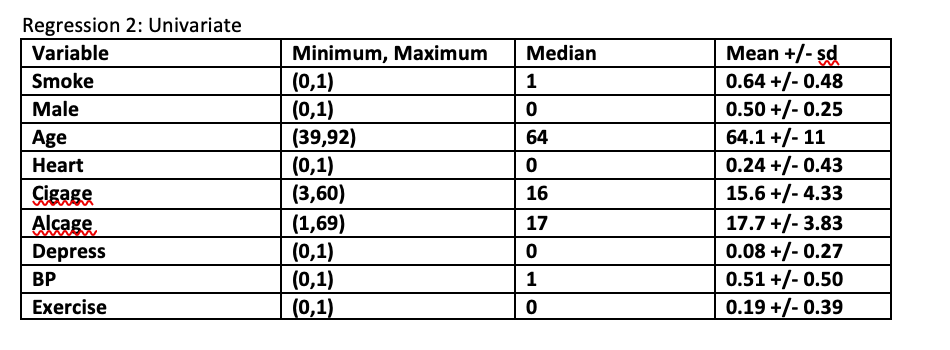 Regression 2: Univariate
Variable Minimum, Maximum Median Mean +/- sd
Smoke (0,1) 1 0.64 +/- 0.48
Male (0,1) 0 0.50 +/- 0.25
Age (39,92) 64 64.1 +/- 11
Heart (0,1) 0 0.24 +/- 0.43
Cigage (3,60) 16 15.6 +/- 4.33
Alcage (1,69) 17 17.7 +/- 3.83
Depress (0,1) 0 0.08 +/- 0.27
BP (0,1) 1 0.51 +/- 0.50
Exercise (0,1) 0 0.19 +/- 0.39